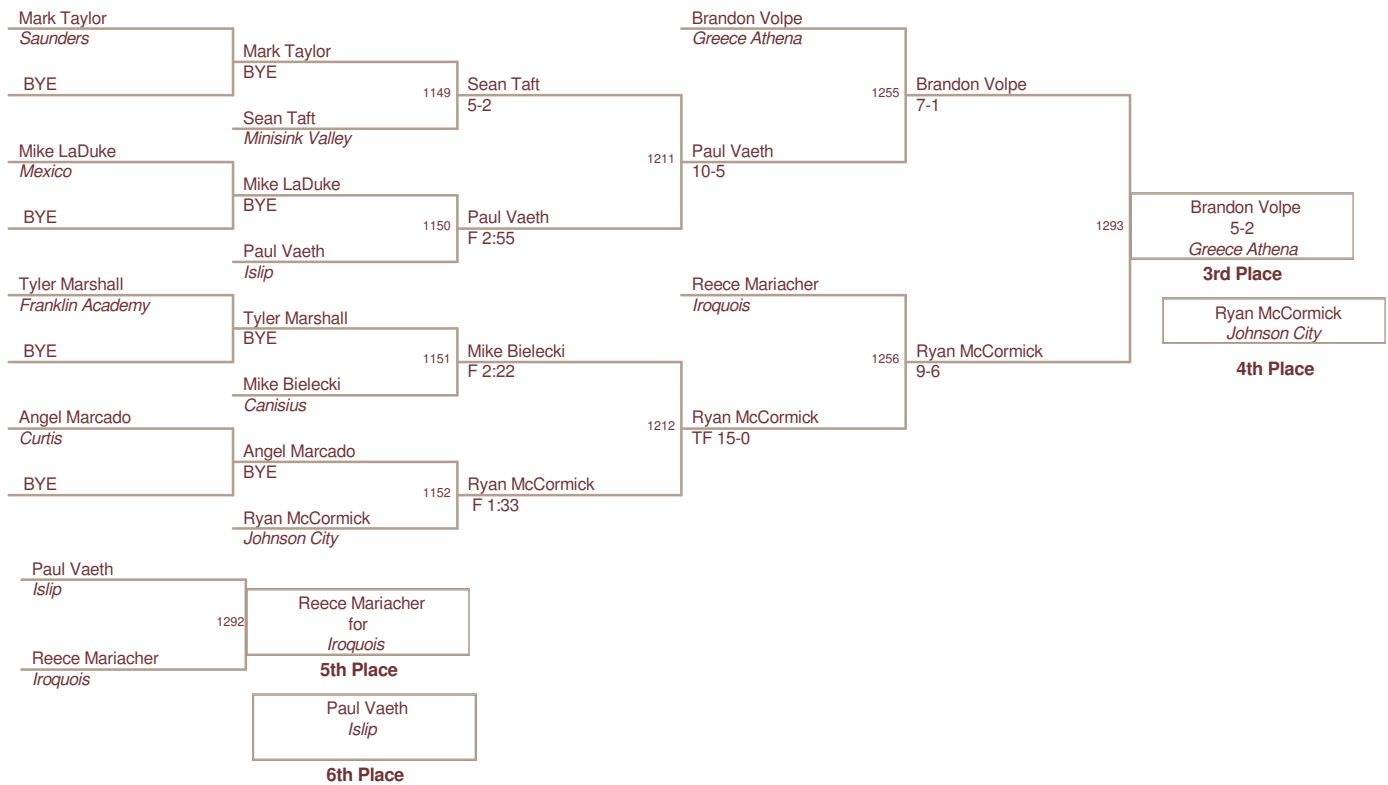 Mark Taylor
Saunders
BYE
Mark Taylor
BYE
Sean Taft
Minisink Valley
1149
Sean Taft
5-2
Mike LaDuke
Mexico
BYE
Mike LaDuke
BYE
Paul Vaeth
Islip
1150
Paul Vaeth
F 2:55
1211
Paul Vaeth
10-5
Brandon Volpe
Greece Athena
1255
Brandon Volpe
7-1
Tyler Marshall
Franklin Academy
BYE
Tyler Marshall
BYE
Mike Bielecki
Canisius
1151
Mike Bielecki
F 2:22
Angel Marcado
Curtis
BYE
Angel Marcado
BYE
Ryan McCormick
Johnson City
1152
Ryan McCormick
F 1:33
1212
Ryan McCormick
TF 15-0
Reece Mariacher
Iroquois
1256
Ryan McCormick
9-6
1293
Brandon Volpe
5-2
Greece Athena
3rd Place
Ryan McCormick
Johnson City
4th Place
Paul Vaeth
Islip
Reece Mariacher
Iroquois
1292
Reece Mariacher
for
Iroquois
5th Place
Paul Vaeth
Islip
6th Place